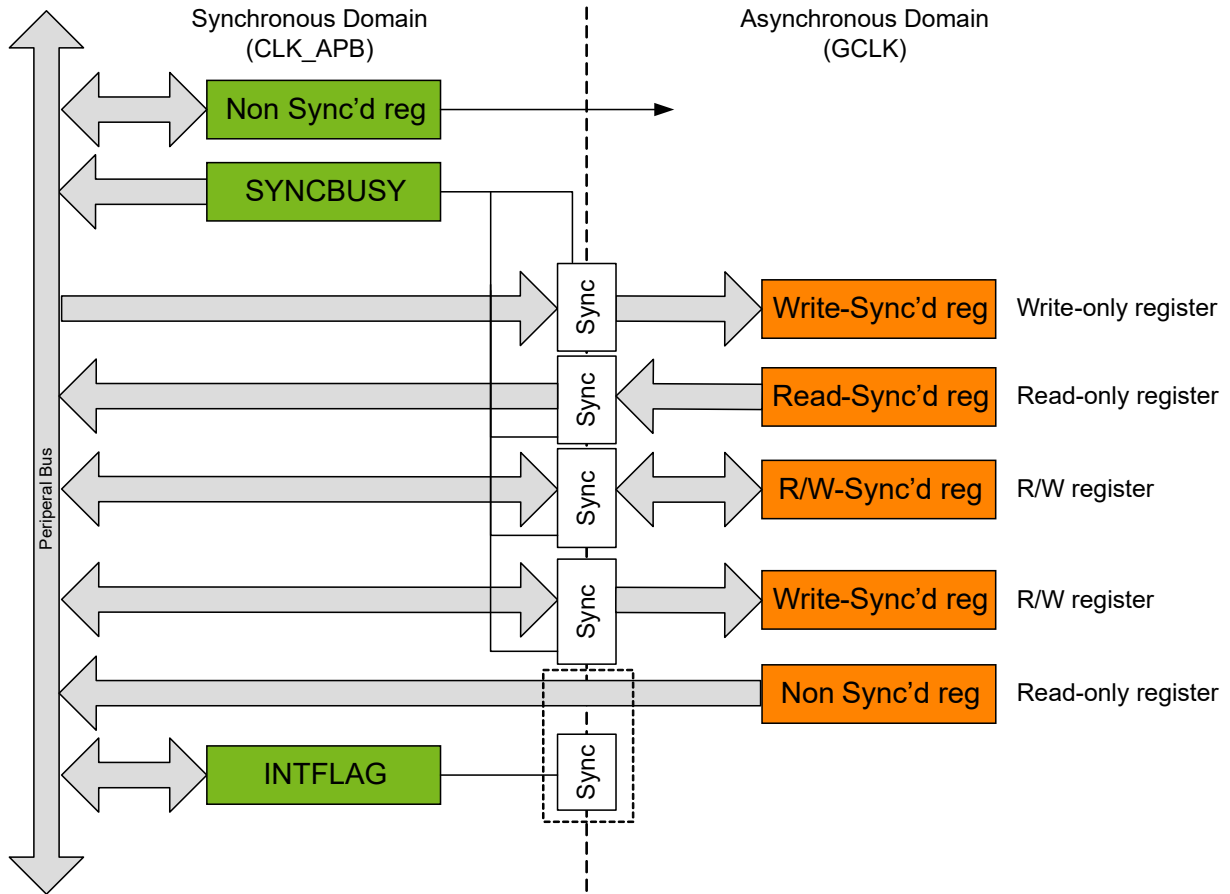 Synchronous Domain
(CLK_APB)
Asynchronous Domain
(GCLK)
Non Sync’d reg
SYNCBUSY
Sync
Write-Sync’d reg
Write-only register
Sync
Read-Sync’d reg
Read-only register
Sync
R/W-Sync’d reg
R/W register
Sync
Write-Sync’d reg
R/W register
Non Sync’d reg
Read-only register
INTFLAG
Sync
Periperal Bus